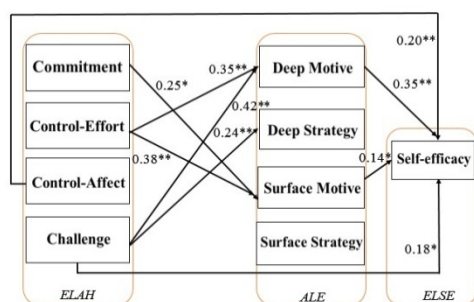 0.20**
Commitment
Deep Motive
0.35**
0.25*
0.35**
0.42**
Control-Effort
Deep Strategy
0.24**
0.38**
0.14*
Self-efficacy
Control-Affect
Surface Motive
Challenge
Surface Strategy
0.18*
ELAH
ALE
ELSE